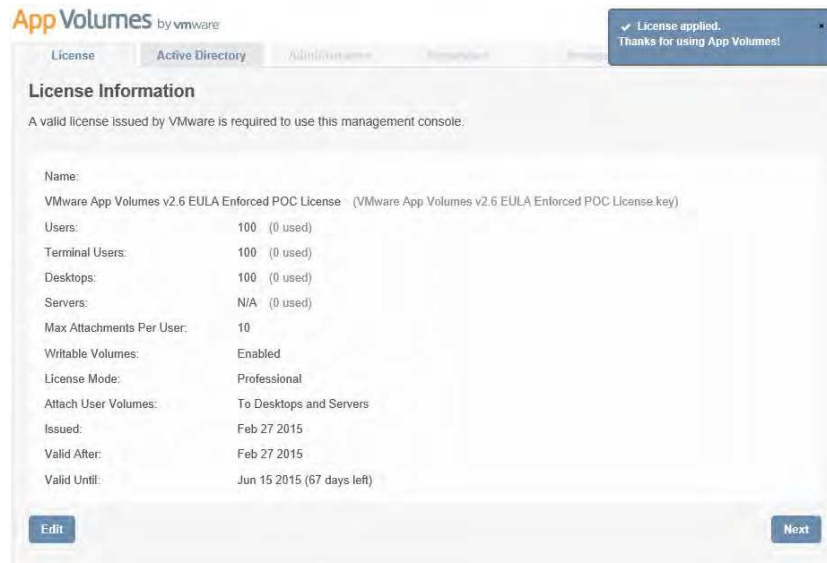 App Volumes by vmware
✓ License applied. ×
Thanks for using App Volumes!
License Active Directory
License Information
A valid license issued by VMware is required to use this management console.
Name:
VMware App Volumes v2.6 EULA Enforced POC License (VMware App Volumes v2.6 EULA Enforced POC License.key)
Users: 100 (0 used)
Terminal Users: 100 (0 used)
Desktops: 100 (0 used)
Servers: N/A (0 used)
Max Attachments Per User: 10
Writable Volumes: Enabled
License Mode: Professional
Attach User Volumes: To Desktops and Servers
Issued: Feb 27 2015
Valid After: Feb 27 2015
Valid Until: Jun 15 2015 (67 days left)
Edit Next